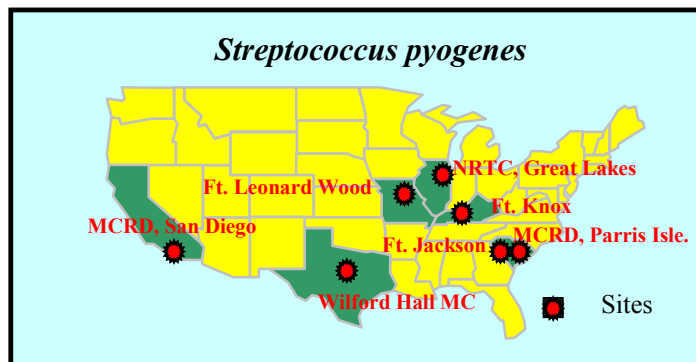 Streptococcus pyogenes
NRTC, Great Lakes
Ft. Leonard Wood
Ft. Knox
MCRD, San Diego
Ft. Jackson
MCRD, Parris Isle.
Wilford Hall MC
Sites